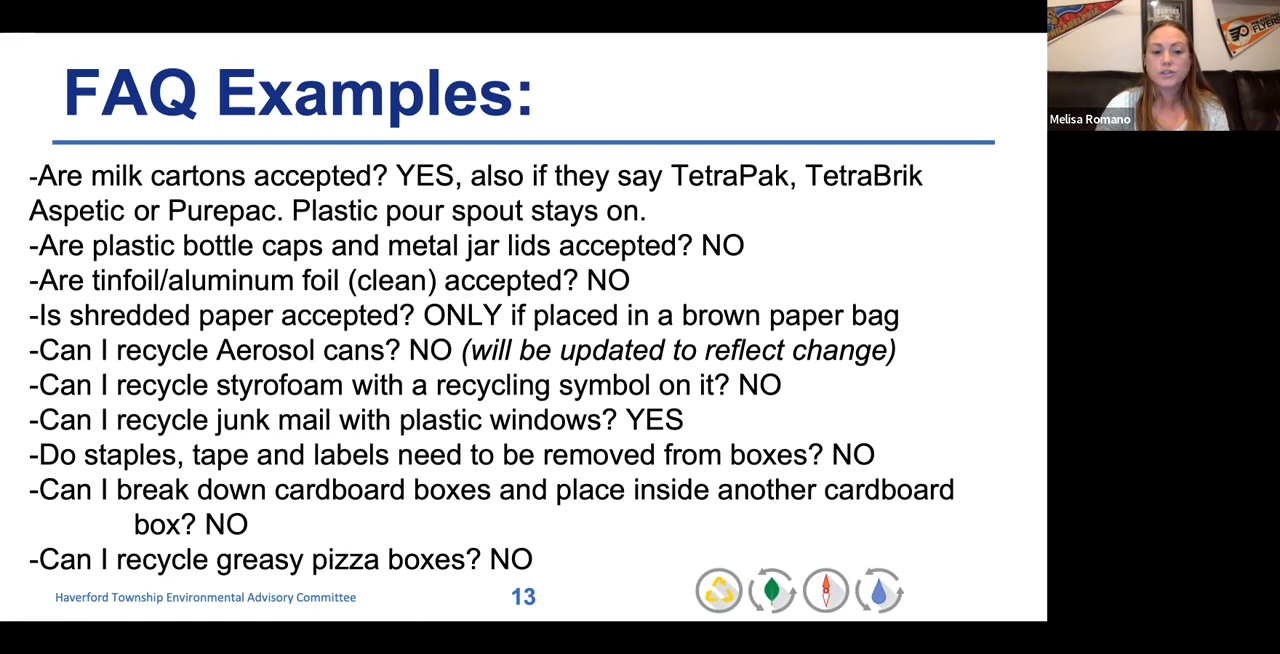 FAQ Examples:
-Are milk cartons accepted? YES, also if they say TetraPak, TetraBrik
Aspetic or Purepac. Plastic pour spout stays on.
-Are plastic bottle caps and metal jar lids accepted? NO
-Are tinfoil/aluminum foil (clean) accepted? NO
-Is shredded paper accepted? ONLY if placed in a brown paper bag
-Can I recycle Aerosol cans? NO (will be updated to reflect change)
-Can I recycle styrofoam with a recycling symbol on it? NO
-Can I recycle junk mail with plastic windows? YES
-Do staples, tape and labels need to be removed from boxes? NO
-Can I break down cardboard boxes and place inside another cardboard
box? NO
-Can I recycle greasy pizza boxes? NO
Haverford Township Environmental Advisory Committee
13
PHILADELPHIA
FLYERS
Melisa Romano